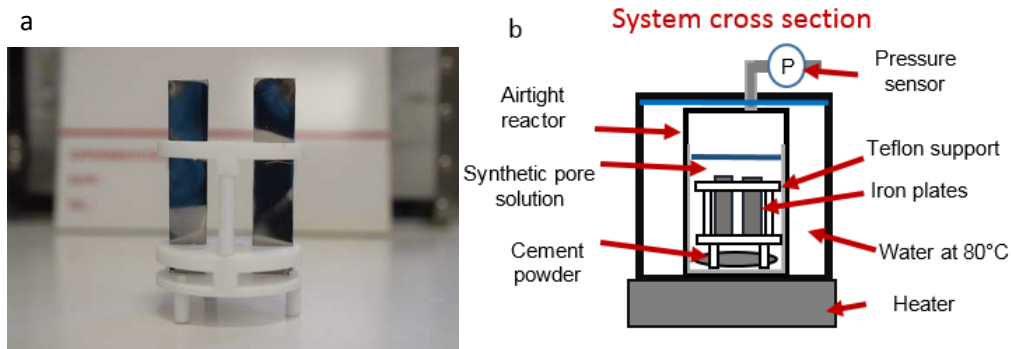 a
b
System cross section
P
Pressure
sensor
Airtight
reactor
Teflon support
Synthetic pore
solution
Iron plates
Cement
powder
Water at 80°C
Heater